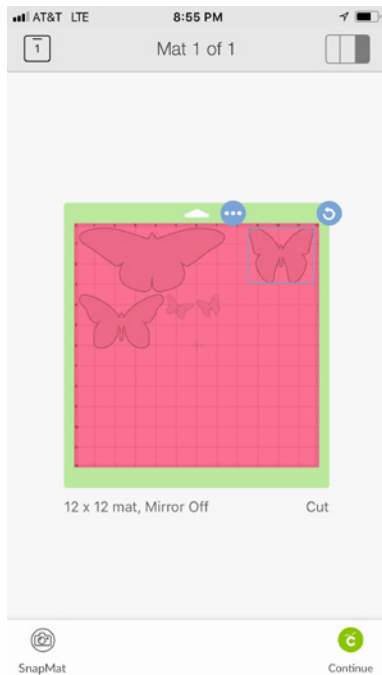 AT&T LTE 8:55 PM
1 Mat 1 of 1
12 x 12 mat, Mirror Off Cut
SnapMat Continue